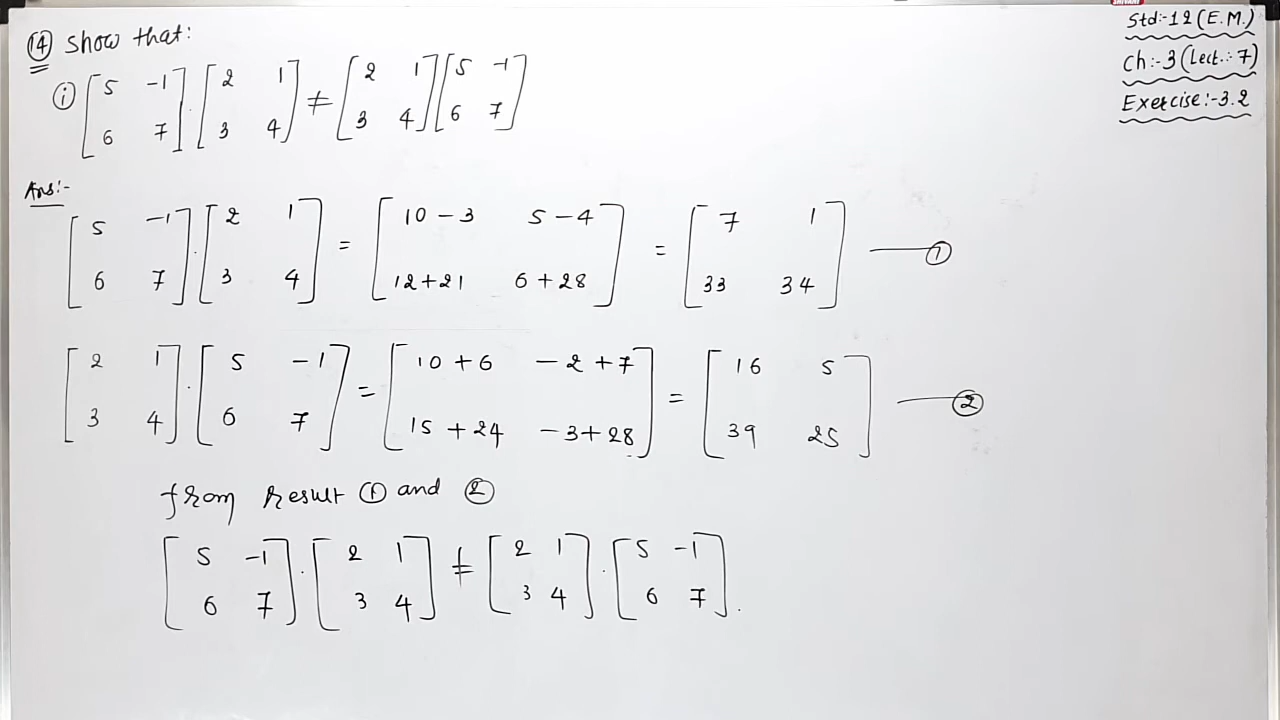 Std:-12 (E.M.)
Ch:-3 (Lect.:-7)
Exercise:-3.2
(14) Show that:
(i) [5 -1; 6 7] . [2 1; 3 4] ≠ [2 1; 3 4] [5 -1; 6 7]
Ans:-
[5 -1; 6 7] . [2 1; 3 4] = [10-3 5-4; 12+21 6+28] = [7 1; 33 34] —— (1)
[2 1; 3 4] . [5 -1; 6 7] = [10+6 -2+7; 15+24 -3+28] = [16 5; 39 25] —— (2)
from result (1) and (2)
[5 -1; 6 7] . [2 1; 3 4] ≠ [2 1; 3 4] . [5 -1; 6 7].